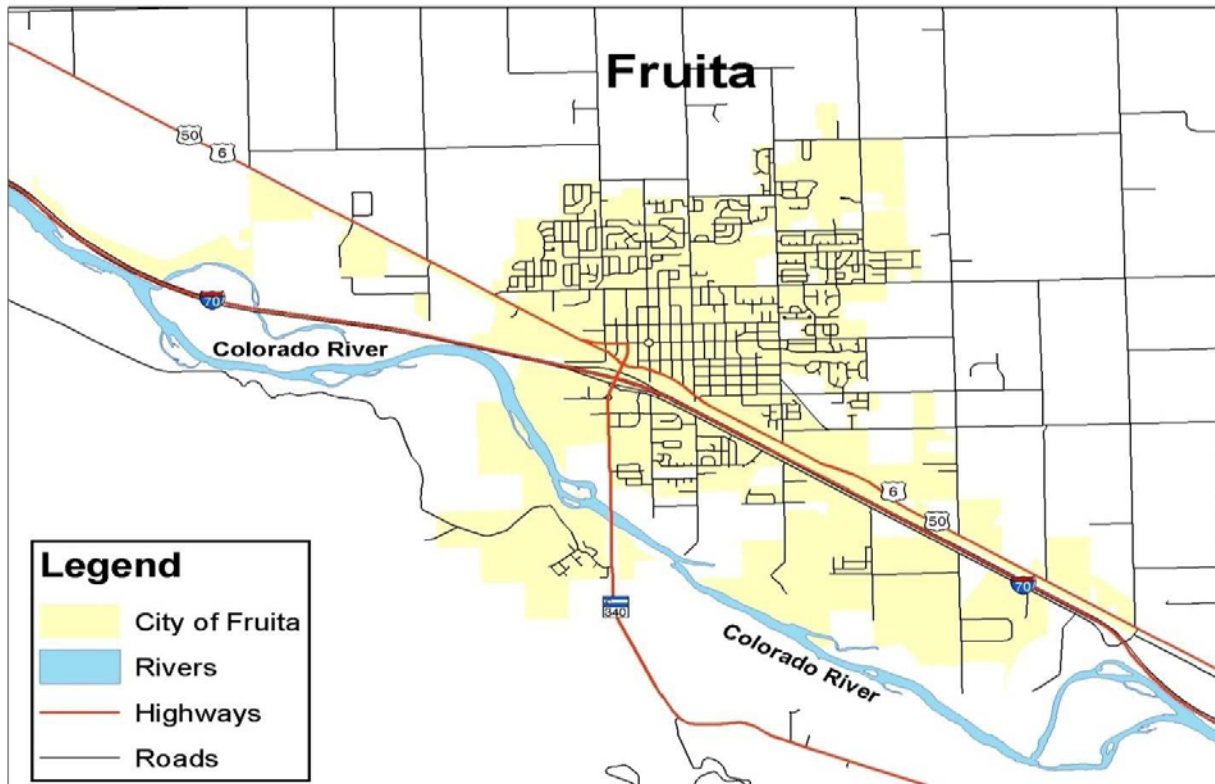 Fruita
50
6
70
Colorado River
6
50
70
340
Colorado River
Legend
City of Fruita
Rivers
Highways
Roads